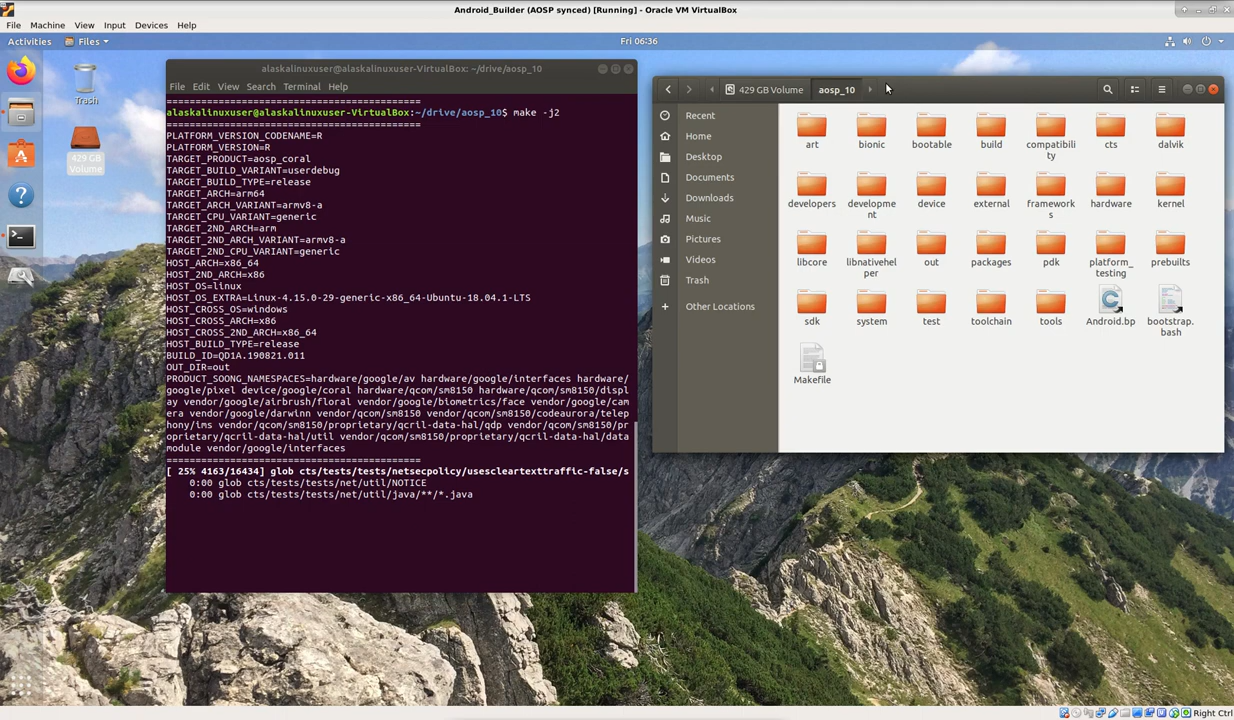 Android_Builder (AOSP synced) [Running] - Oracle VM VirtualBox
File Machine View Input Devices Help
Activities Files Fri 06:36
Trash
429 GB
Volume
alaskalinuxuser@alaskalinuxuser-VirtualBox: ~/drive/aosp_10
File Edit View Search Terminal Help
============================================
alaskalinuxuser@alaskalinuxuser-VirtualBox:~/drive/aosp_10$ make -j2
============================================
PLATFORM_VERSION_CODENAME=R
PLATFORM_VERSION=R
TARGET_PRODUCT=aosp_coral
TARGET_BUILD_VARIANT=userdebug
TARGET_BUILD_TYPE=release
TARGET_ARCH=arm64
TARGET_ARCH_VARIANT=armv8-a
TARGET_CPU_VARIANT=generic
TARGET_2ND_ARCH=arm
TARGET_2ND_ARCH_VARIANT=armv8-a
TARGET_2ND_CPU_VARIANT=generic
HOST_ARCH=x86_64
HOST_2ND_ARCH=x86
HOST_OS=linux
HOST_OS_EXTRA=Linux-4.15.0-29-generic-x86_64-Ubuntu-18.04.1-LTS
HOST_CROSS_OS=windows
HOST_CROSS_ARCH=x86
HOST_CROSS_2ND_ARCH=x86_64
HOST_BUILD_TYPE=release
BUILD_ID=QD1A.190821.011
OUT_DIR=out
PRODUCT_SOONG_NAMESPACES=hardware/google/av hardware/google/interfaces hardware/
google/pixel device/google/coral hardware/qcom/sm8150 hardware/qcom/sm8150/displ
ay vendor/google/airbrush/floral vendor/google/biometrics/face vendor/google/cam
era vendor/google/darwinn vendor/qcom/sm8150 vendor/qcom/sm8150/codeaurora/telep
hony/ims vendor/qcom/sm8150/proprietary/qcril-data-hal/qdp vendor/qcom/sm8150/pr
oprietary/qcril-data-hal/util vendor/qcom/sm8150/proprietary/qcril-data-hal/data
module vendor/google/interfaces
============================================
[ 25% 4163/16434] glob cts/tests/tests/netsecpolicy/usescleartexttraffic-false/s
0:00 glob cts/tests/tests/net/util/NOTICE
0:00 glob cts/tests/tests/net/util/java/**/*.java
429 GB Volume aosp_10
Recent
Home
Desktop
Documents
Downloads
Music
Pictures
Videos
Trash
Other Locations
art bionic bootable build compatibili cts dalvik
ty
developers developme device external framework hardware kernel
nt s
libcore libnativehel out packages pdk platform_ prebuilts
per testing
sdk system test toolchain tools Android.bp bootstrap.
bash
Makefile
Right Ctrl